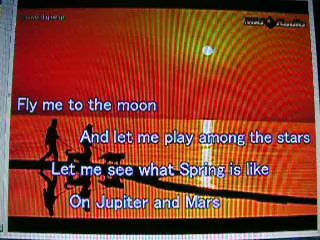 Fly me to the moon
And let me play among the stars
Let me see what Spring is like
On Jupiter and Mars